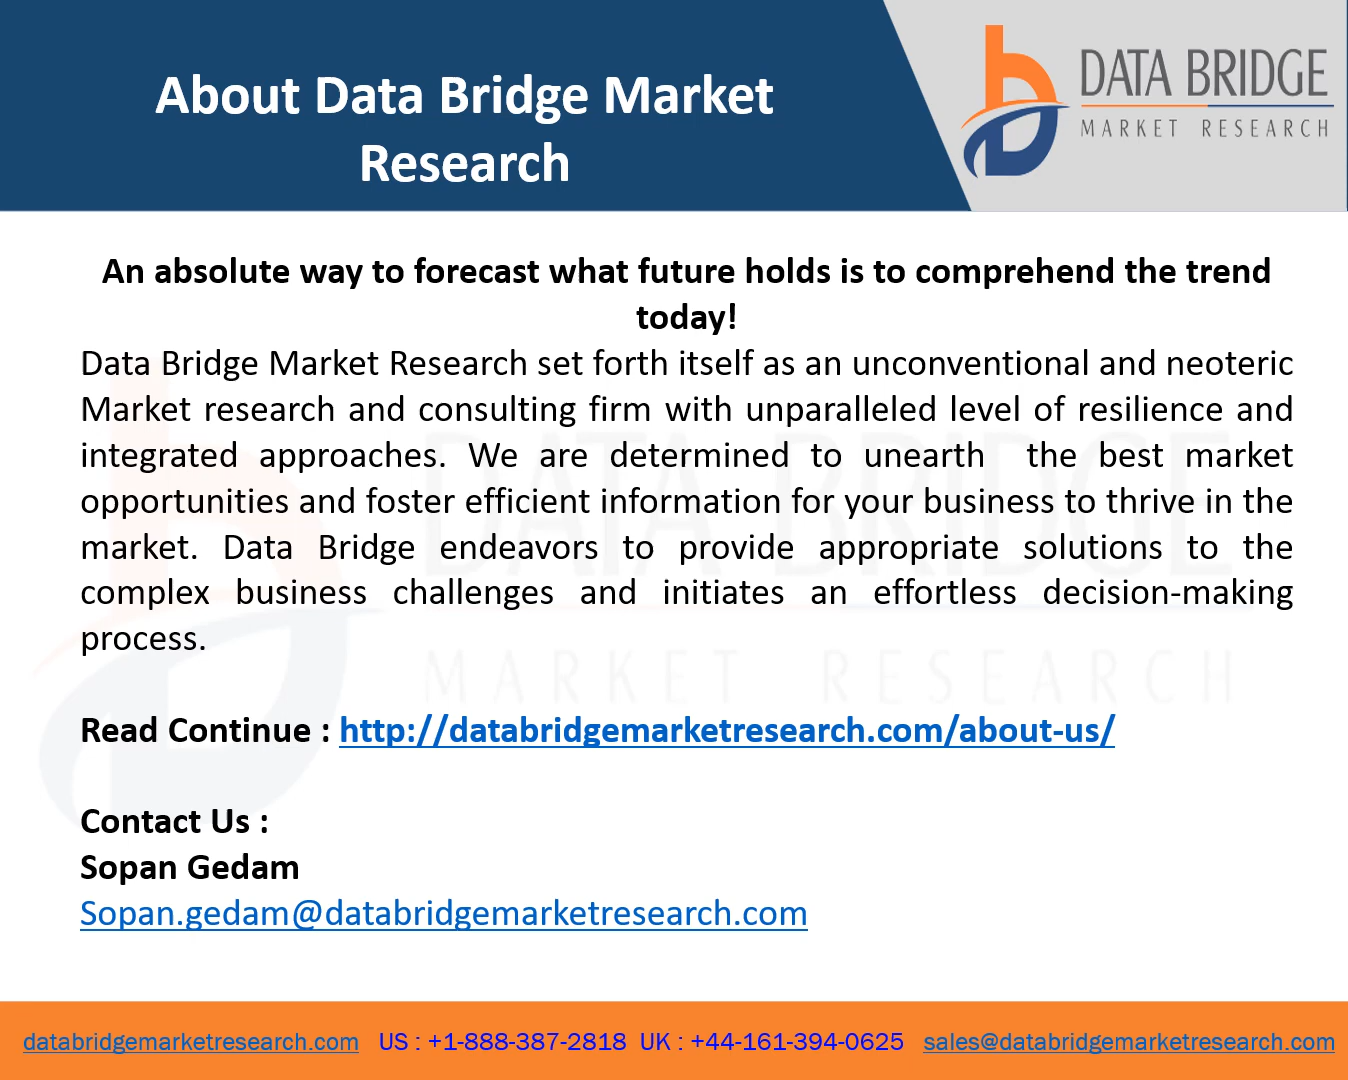 About Data Bridge Market
Research
DATA BRIDGE
MARKET RESEARCH
An absolute way to forecast what future holds is to comprehend the trend
today!
Data Bridge Market Research set forth itself as an unconventional and neoteric
Market research and consulting firm with unparalleled level of resilience and
integrated approaches. We are determined to unearth the best market
opportunities and foster efficient information for your business to thrive in the
market. Data Bridge endeavors to provide appropriate solutions to the
complex business challenges and initiates an effortless decision-making
process.
DATA BRIDGE
MARKET RESEARCH
Read Continue : http://databridgemarketresearch.com/about-us/
Contact Us :
Sopan Gedam
Sopan.gedam@databridgemarketresearch.com
databridgemarketresearch.com US : +1-888-387-2818 UK : +44-161-394-0625 sales@databridgemarketresearch.com